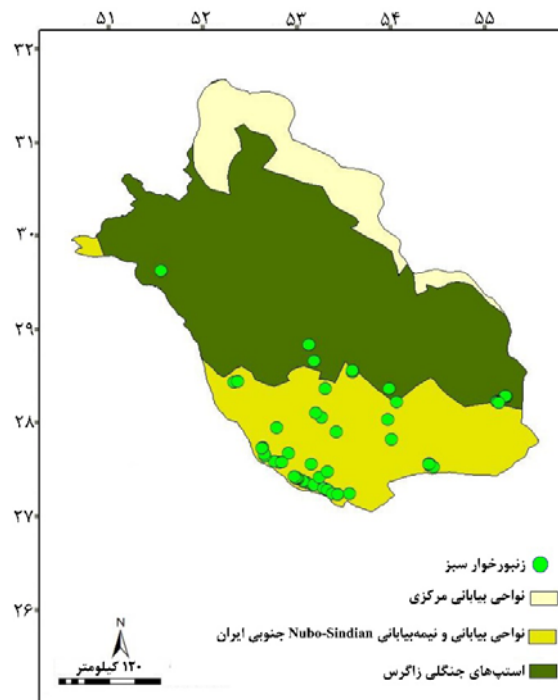 ۵۱ ۵۲ ۵۳ ۵۴ ۵۵
۳۲
۳۱
۳۰
۲۹
۲۸
۲۷
۲۶
زنبورخوار سبز
نواحی بیابانی مرکزی
نواحی بیابانی و نیمه‌بیابانی Nubo-Sindian جنوبی ایران
استپ‌های جنگلی زاگرس
N
۱۲۰ کیلومتر